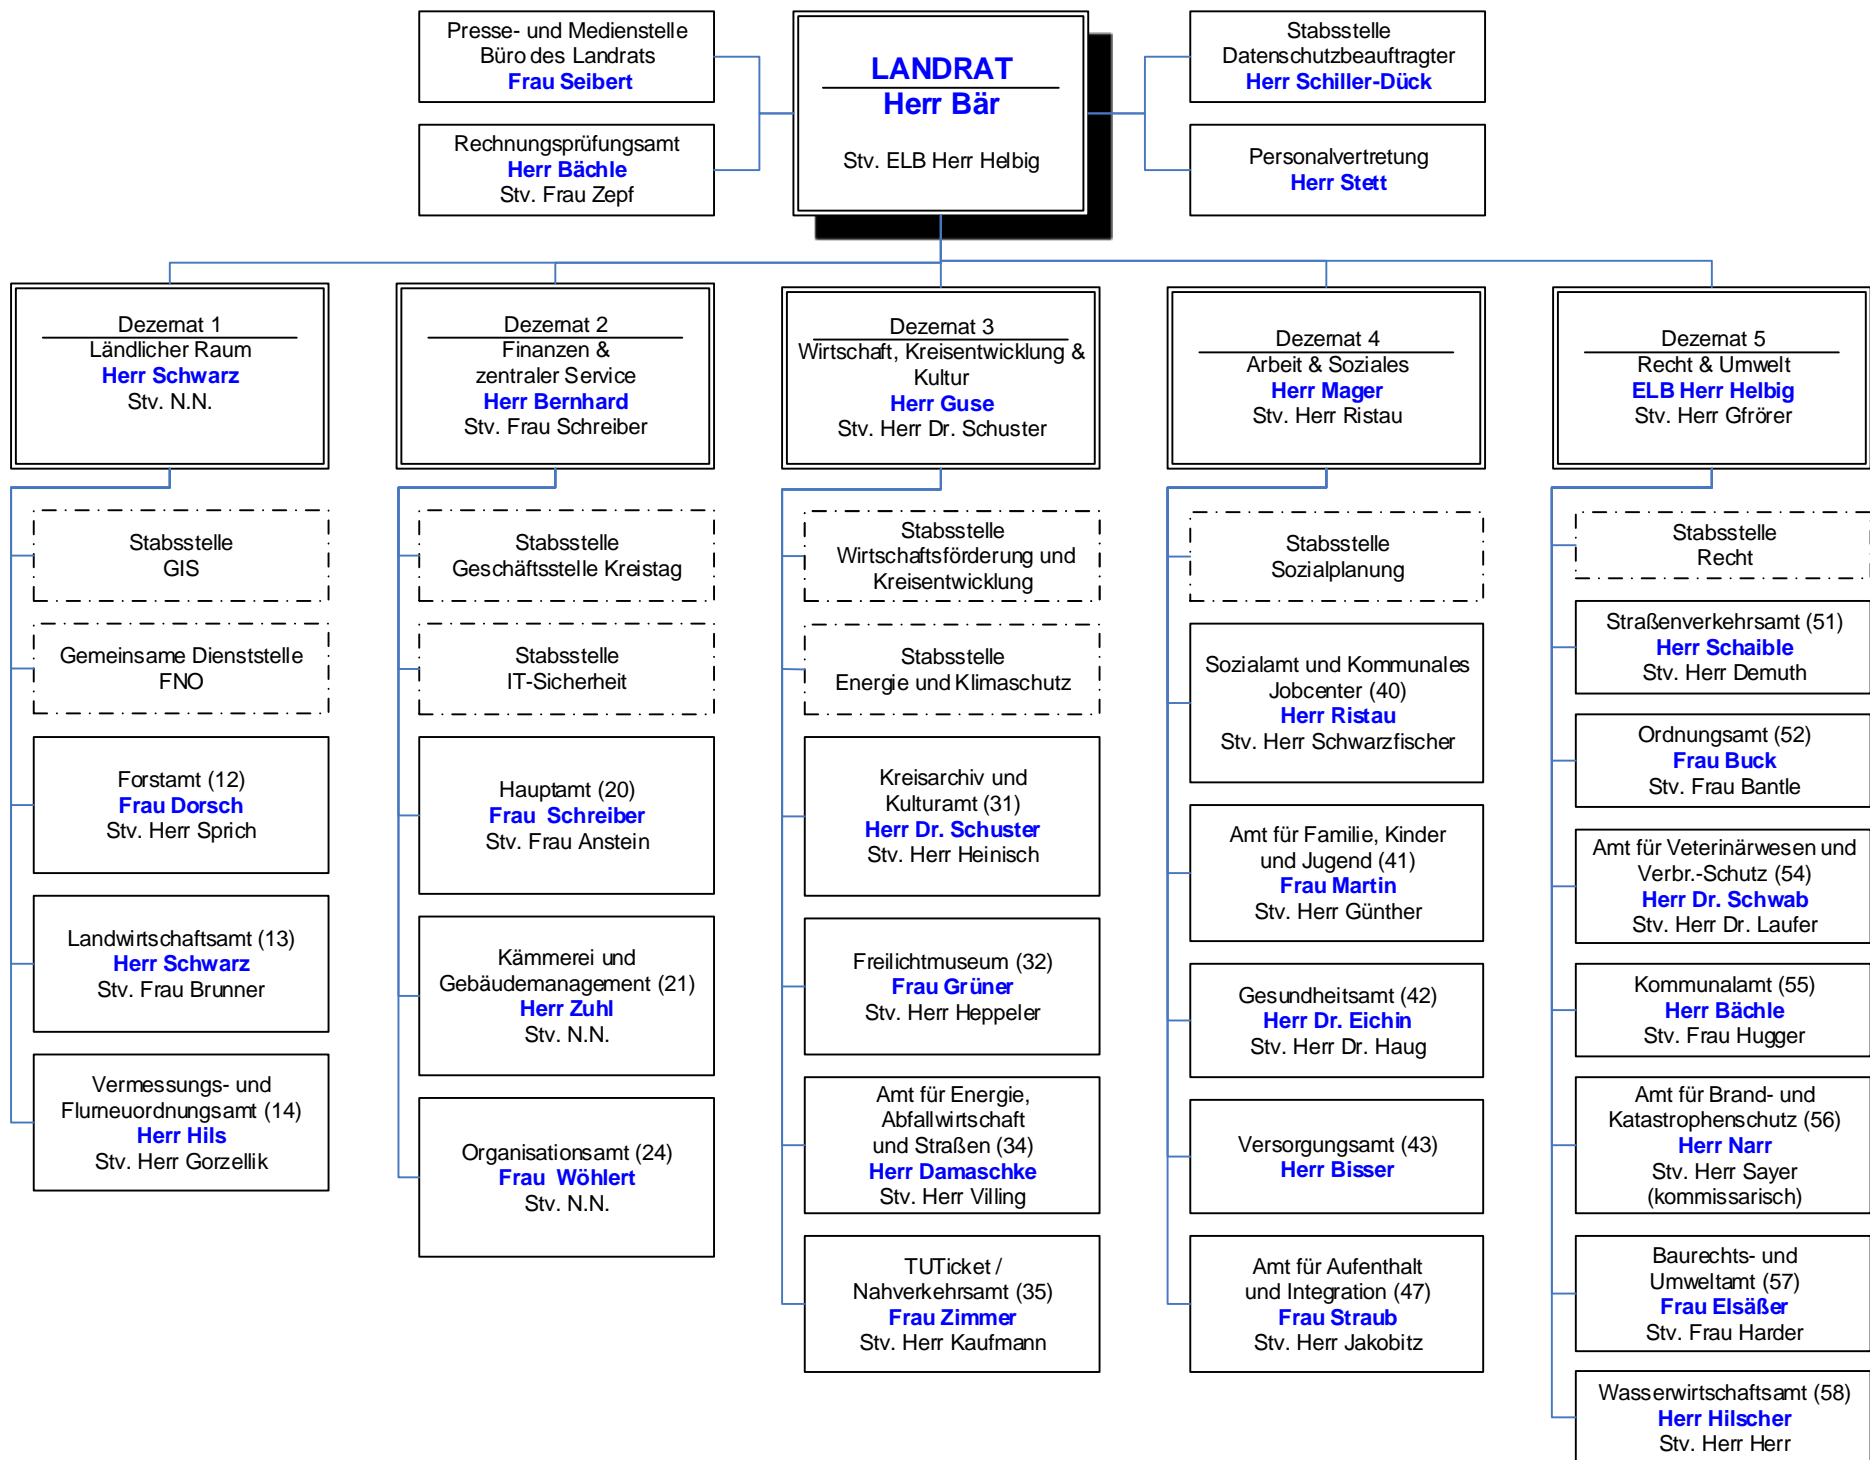 Presse- und Medienstelle
Büro des Landrats
Frau Seibert
Rechnungsprüfungsamt
Herr Bächle
Stv. Frau Zepf
LANDRAT
Herr Bär
Stv. ELB Herr Helbig
Stabsstelle
Datenschutzbeauftragter
Herr Schiller-Dück
Personalvertretung
Herr Stett
Dezernat 1
Ländlicher Raum
Herr Schwarz
Stv. N.N.
Stabsstelle
GIS
Gemeinsame Dienststelle
FNO
Forstamt (12)
Frau Dorsch
Stv. Herr Sprich
Landwirtschaftsamt (13)
Herr Schwarz
Stv. Frau Brunner
Vermessungs- und
Flurneuordnungsamt (14)
Herr Hils
Stv. Herr Gorzellik
Dezernat 2
Finanzen &
zentraler Service
Herr Bernhard
Stv. Frau Schreiber
Stabsstelle
Geschäftsstelle Kreistag
Stabsstelle
IT-Sicherheit
Hauptamt (20)
Frau Schreiber
Stv. Frau Anstein
Kämmerei und
Gebäudemanagement (21)
Herr Zuhl
Stv. N.N.
Organisationsamt (24)
Frau Wöhlert
Stv. N.N.
Dezernat 3
Wirtschaft, Kreisentwicklung &
Kultur
Herr Guse
Stv. Herr Dr. Schuster
Stabsstelle
Wirtschaftsförderung und
Kreisentwicklung
Stabsstelle
Energie und Klimaschutz
Kreisarchiv und
Kulturamt (31)
Herr Dr. Schuster
Stv. Herr Heinisch
Freilichtmuseum (32)
Frau Grüner
Stv. Herr Heppeler
Amt für Energie,
Abfallwirtschaft
und Straßen (34)
Herr Damaschke
Stv. Herr Villing
TUTicket /
Nahverkehrsamt (35)
Frau Zimmer
Stv. Herr Kaufmann
Dezernat 4
Arbeit & Soziales
Herr Mager
Stv. Herr Ristau
Stabsstelle
Sozialplanung
Sozialamt und Kommunales
Jobcenter (40)
Herr Ristau
Stv. Herr Schwarzfischer
Amt für Familie, Kinder
und Jugend (41)
Frau Martin
Stv. Herr Günther
Gesundheitsamt (42)
Herr Dr. Eichin
Stv. Herr Dr. Haug
Versorgungsamt (43)
Herr Bisser
Amt für Aufenthalt
und Integration (47)
Frau Straub
Stv. Herr Jakobitz
Dezernat 5
Recht & Umwelt
ELB Herr Helbig
Stv. Herr Gfrörer
Stabsstelle
Recht
Straßenverkehrsamt (51)
Herr Schaible
Stv. Herr Demuth
Ordnungsamt (52)
Frau Buck
Stv. Frau Bantle
Amt für Veterinärwesen und
Verbr.-Schutz (54)
Herr Dr. Schwab
Stv. Herr Dr. Laufer
Kommunalamt (55)
Herr Bächle
Stv. Frau Hugger
Amt für Brand- und
Katastrophenschutz (56)
Herr Narr
Stv. Herr Sayer
(kommissarisch)
Baurechts- und
Umweltamt (57)
Frau Elsäßer
Stv. Frau Harder
Wasserwirtschaftsamt (58)
Herr Hilscher
Stv. Herr Herr